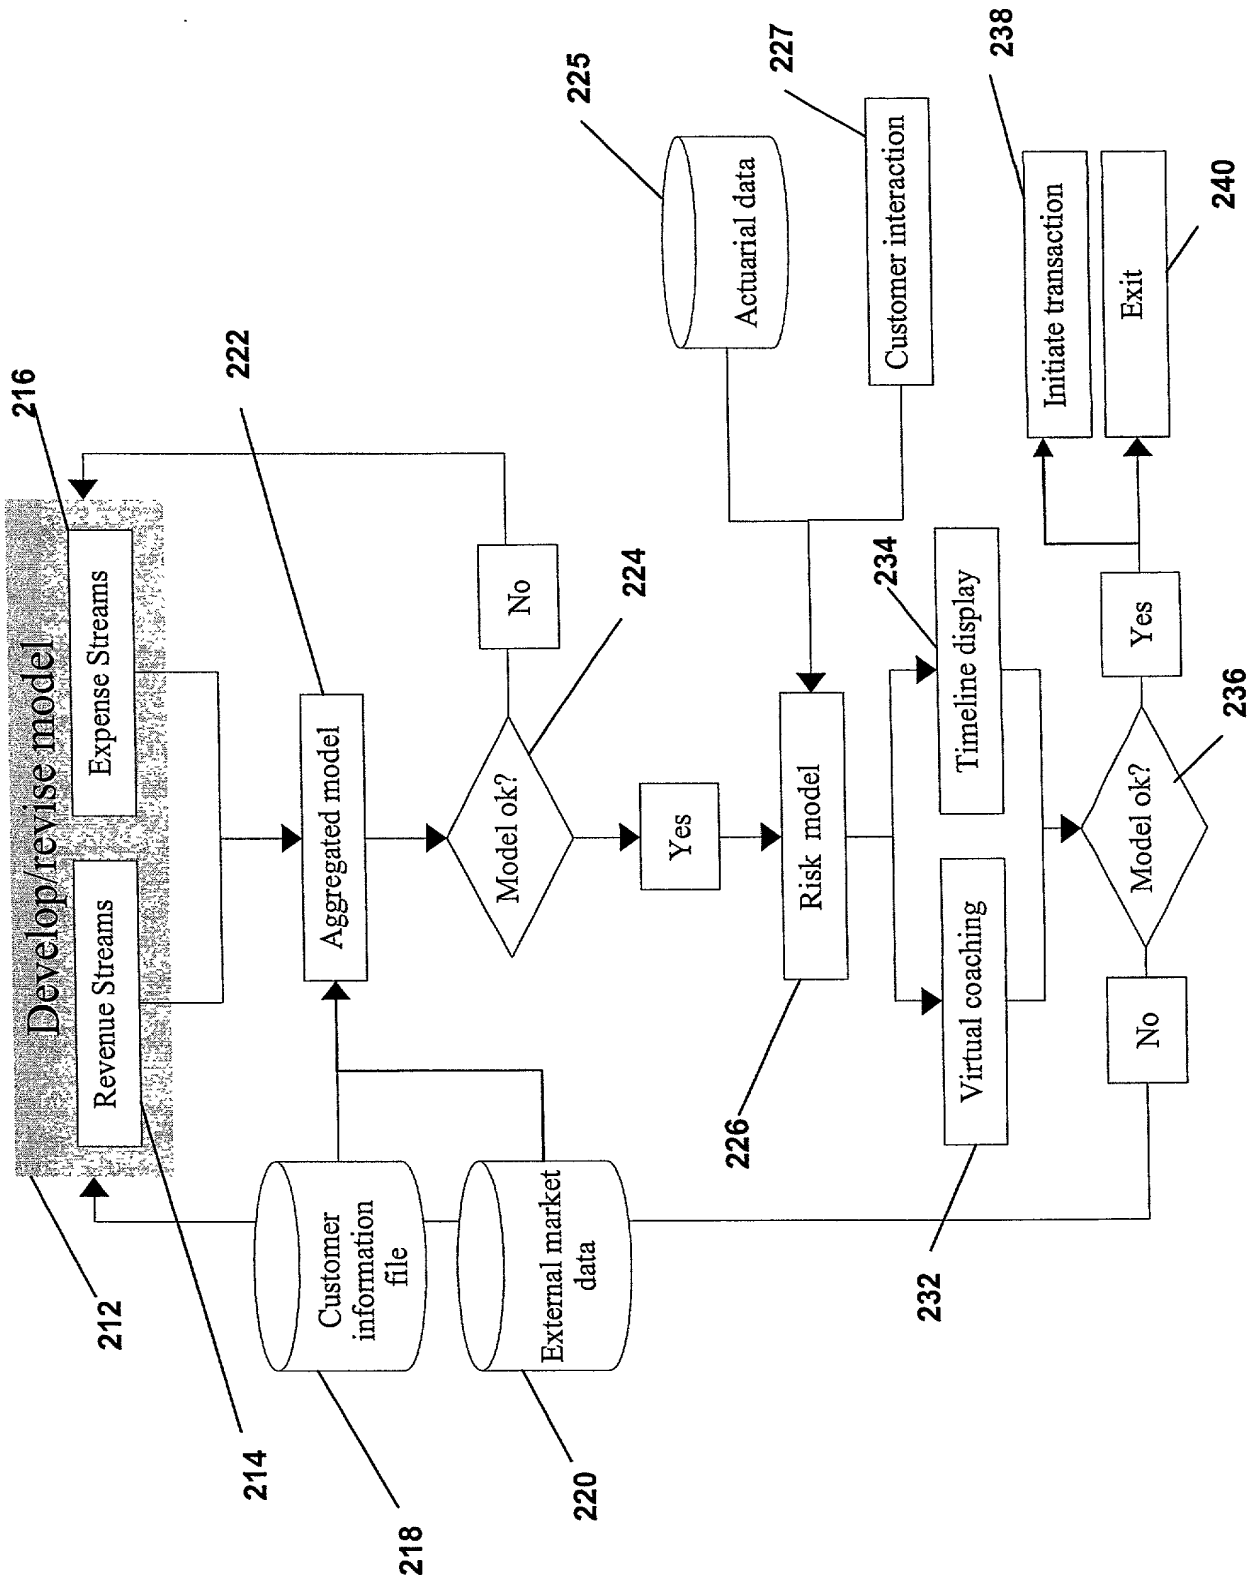 Develop/revise model
212
Revenue Streams
214
Expense Streams
216
Customer
information
file
218
External market
data
220
Aggregated model
222
Model ok?
224
No
Yes
Actuarial data
225
Customer interaction
227
Risk model
226
Virtual coaching
232
Timeline display
234
Model ok?
236
No
Yes
Initiate transaction
238
Exit
240